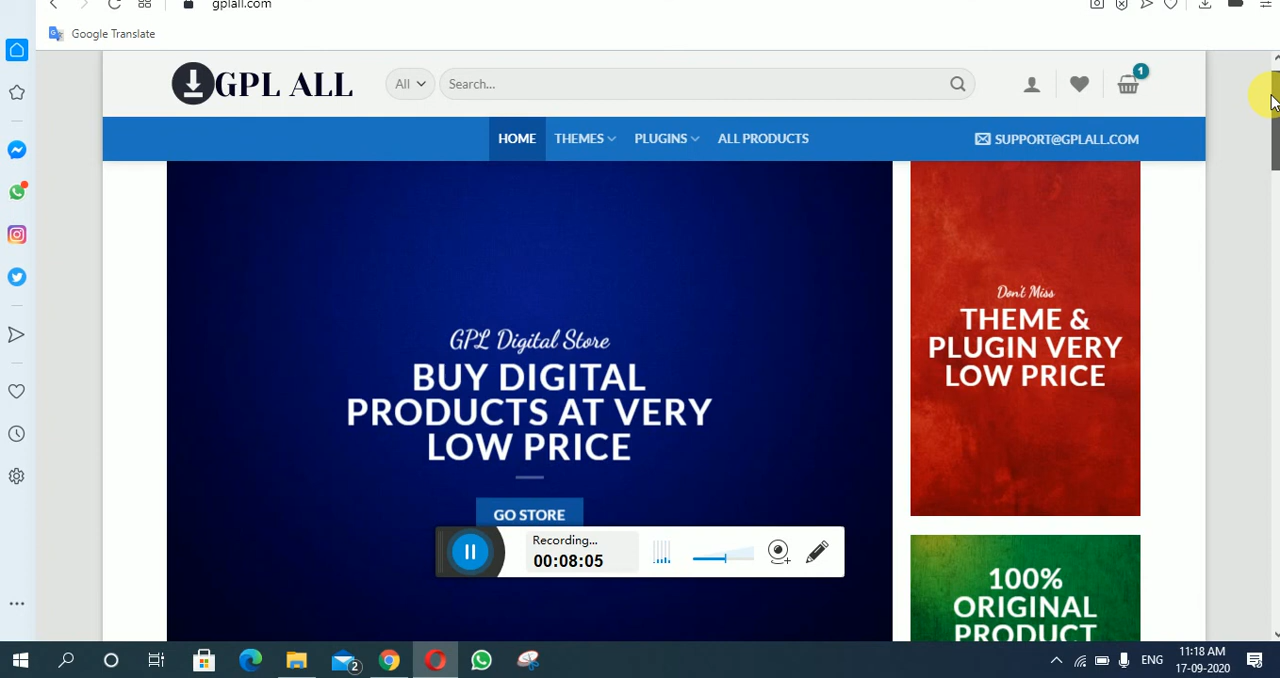 gplall.com
Google Translate
GPL ALL
All
Search...
1
HOME
THEMES
PLUGINS
ALL PRODUCTS
SUPPORT@GPLALL.COM
GPL Digital Store
BUY DIGITAL
PRODUCTS AT VERY
LOW PRICE
GO STORE
Don't Miss
THEME &
PLUGIN VERY
LOW PRICE
100%
ORIGINAL
PRODUCT
Recording...
00:08:05
2
ENG
11:18 AM
17-09-2020